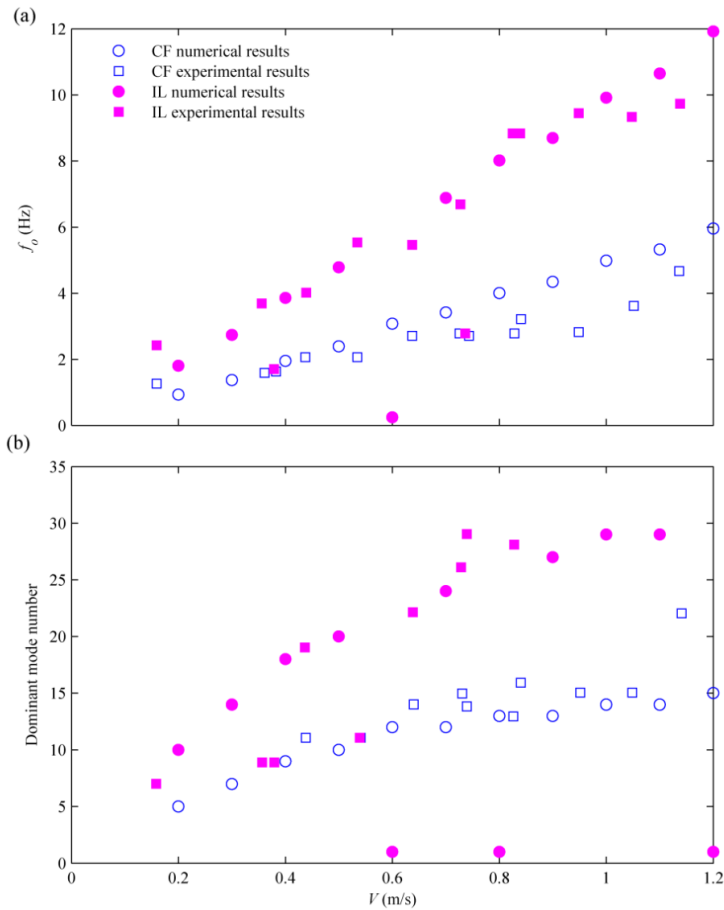 (a)
12
10
8
6
4
2
0
f_o (Hz)
CF numerical results
CF experimental results
IL numerical results
IL experimental results
(b)
35
30
25
20
15
10
5
0
Dominant mode number
0 0.2 0.4 0.6 0.8 1 1.2
V (m/s)